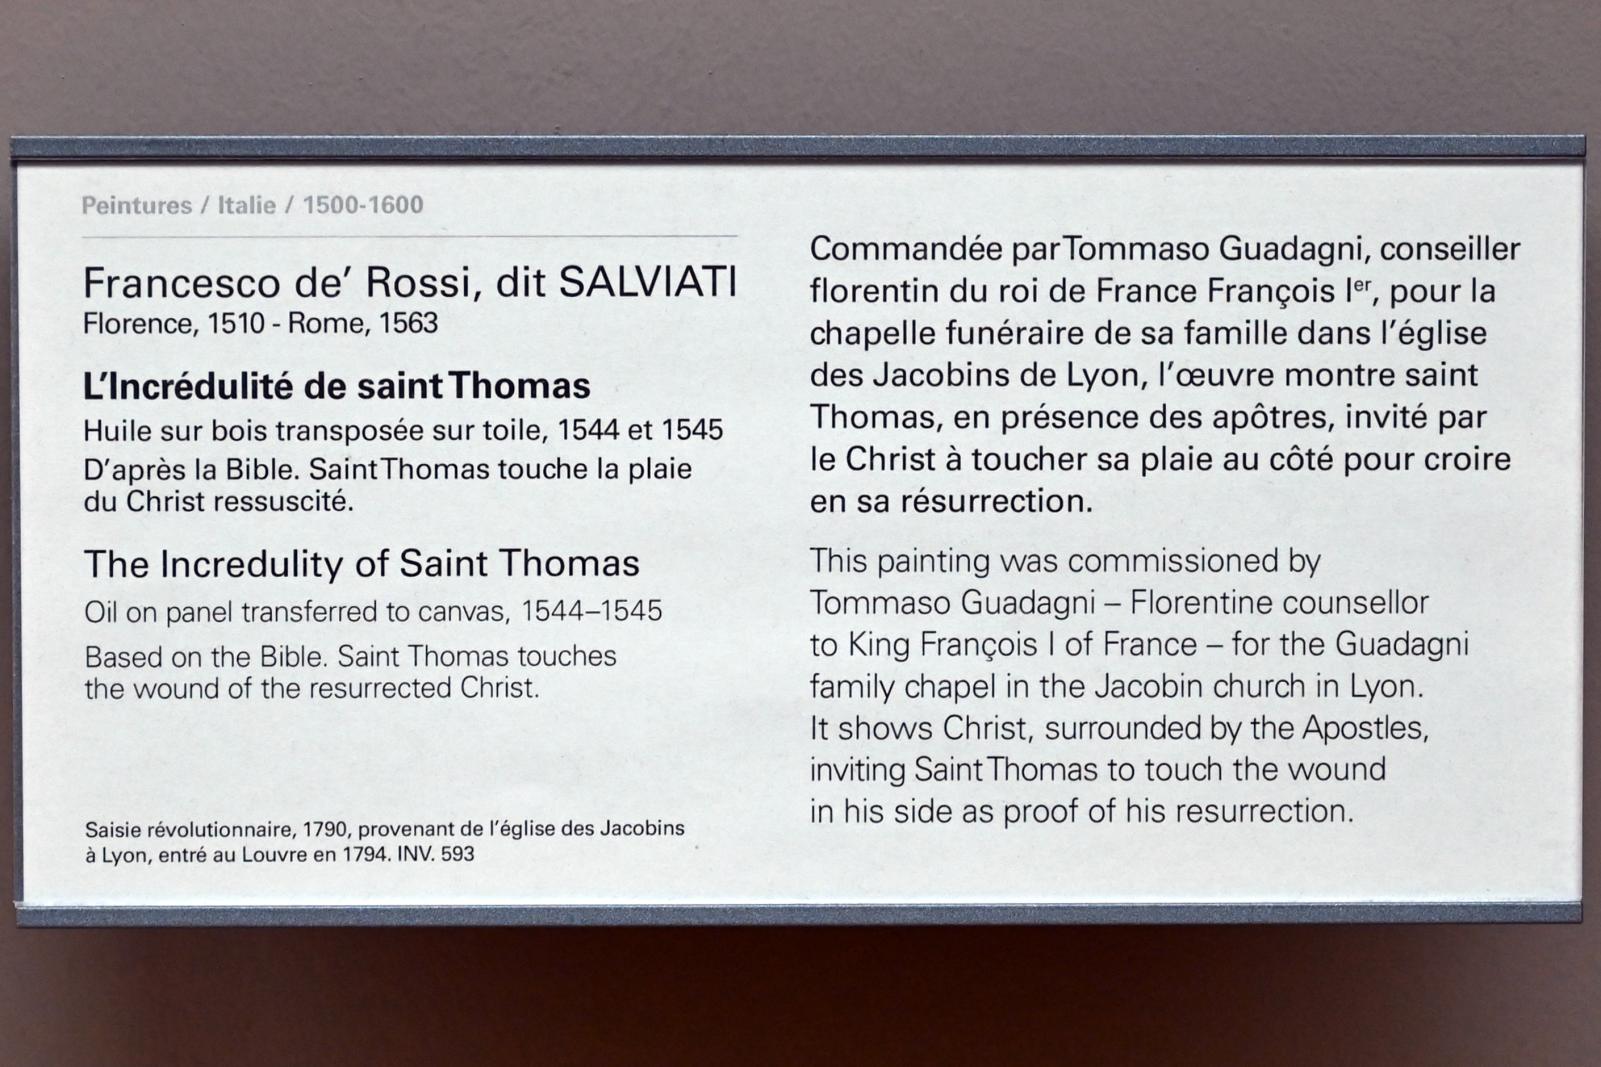 Peintures / Italie / 1500-1600
Francesco de' Rossi, dit SALVIATI
Florence, 1510 - Rome, 1563
L'Incrédulité de saint Thomas
Huile sur bois transposée sur toile, 1544 et 1545
D'après la Bible. Saint Thomas touche la plaie
du Christ ressuscité.
The Incredulity of Saint Thomas
Oil on panel transferred to canvas, 1544–1545
Based on the Bible. Saint Thomas touches
the wound of the resurrected Christ.
Saisie révolutionnaire, 1790, provenant de l'église des Jacobins
à Lyon, entré au Louvre en 1794. INV. 593
Commandée par Tommaso Guadagni, conseiller
florentin du roi de France François Ier, pour la
chapelle funéraire de sa famille dans l'église
des Jacobins de Lyon, l'œuvre montre saint
Thomas, en présence des apôtres, invité par
le Christ à toucher sa plaie au côté pour croire
en sa résurrection.
This painting was commissioned by
Tommaso Guadagni – Florentine counsellor
to King François I of France – for the Guadagni
family chapel in the Jacobin church in Lyon.
It shows Christ, surrounded by the Apostles,
inviting Saint Thomas to touch the wound
in his side as proof of his resurrection.